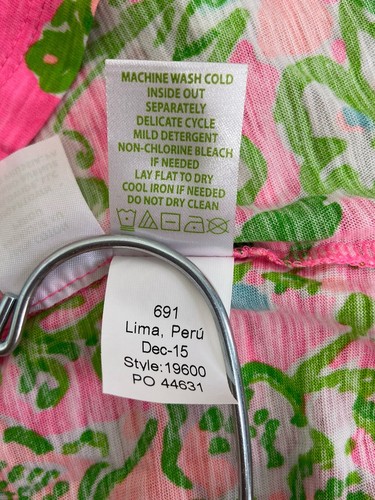 MACHINE WASH COLD
INSIDE OUT
SEPARATELY
DELICATE CYCLE
MILD DETERGENT
NON-CHLORINE BLEACH
IF NEEDED
LAY FLAT TO DRY
COOL IRON IF NEEDED
DO NOT DRY CLEAN
691
Lima, Perú
Dec-15
Style:19600
PO 44631